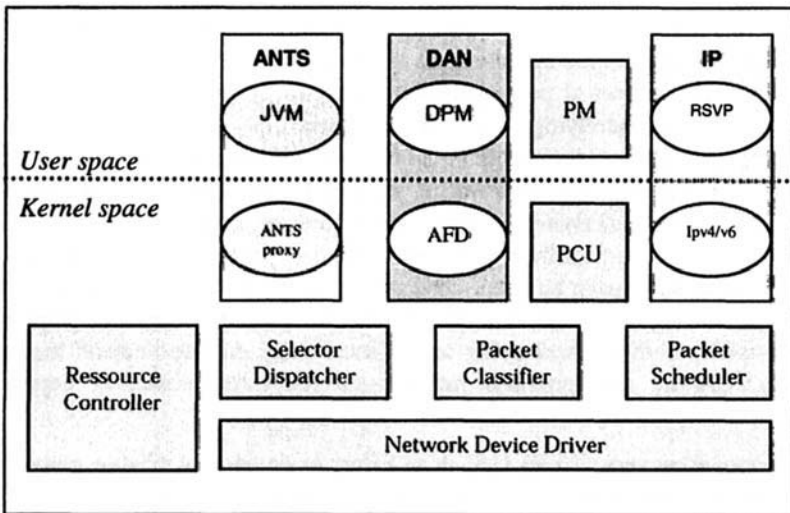 ANTS DAN IP
JVM DPM PM RSVP
User space
Kernel space
ANTS
proxy
AFD PCU Ipv4/v6
Ressource
Controller
Selector
Dispatcher
Packet
Classifier
Packet
Scheduler
Network Device Driver